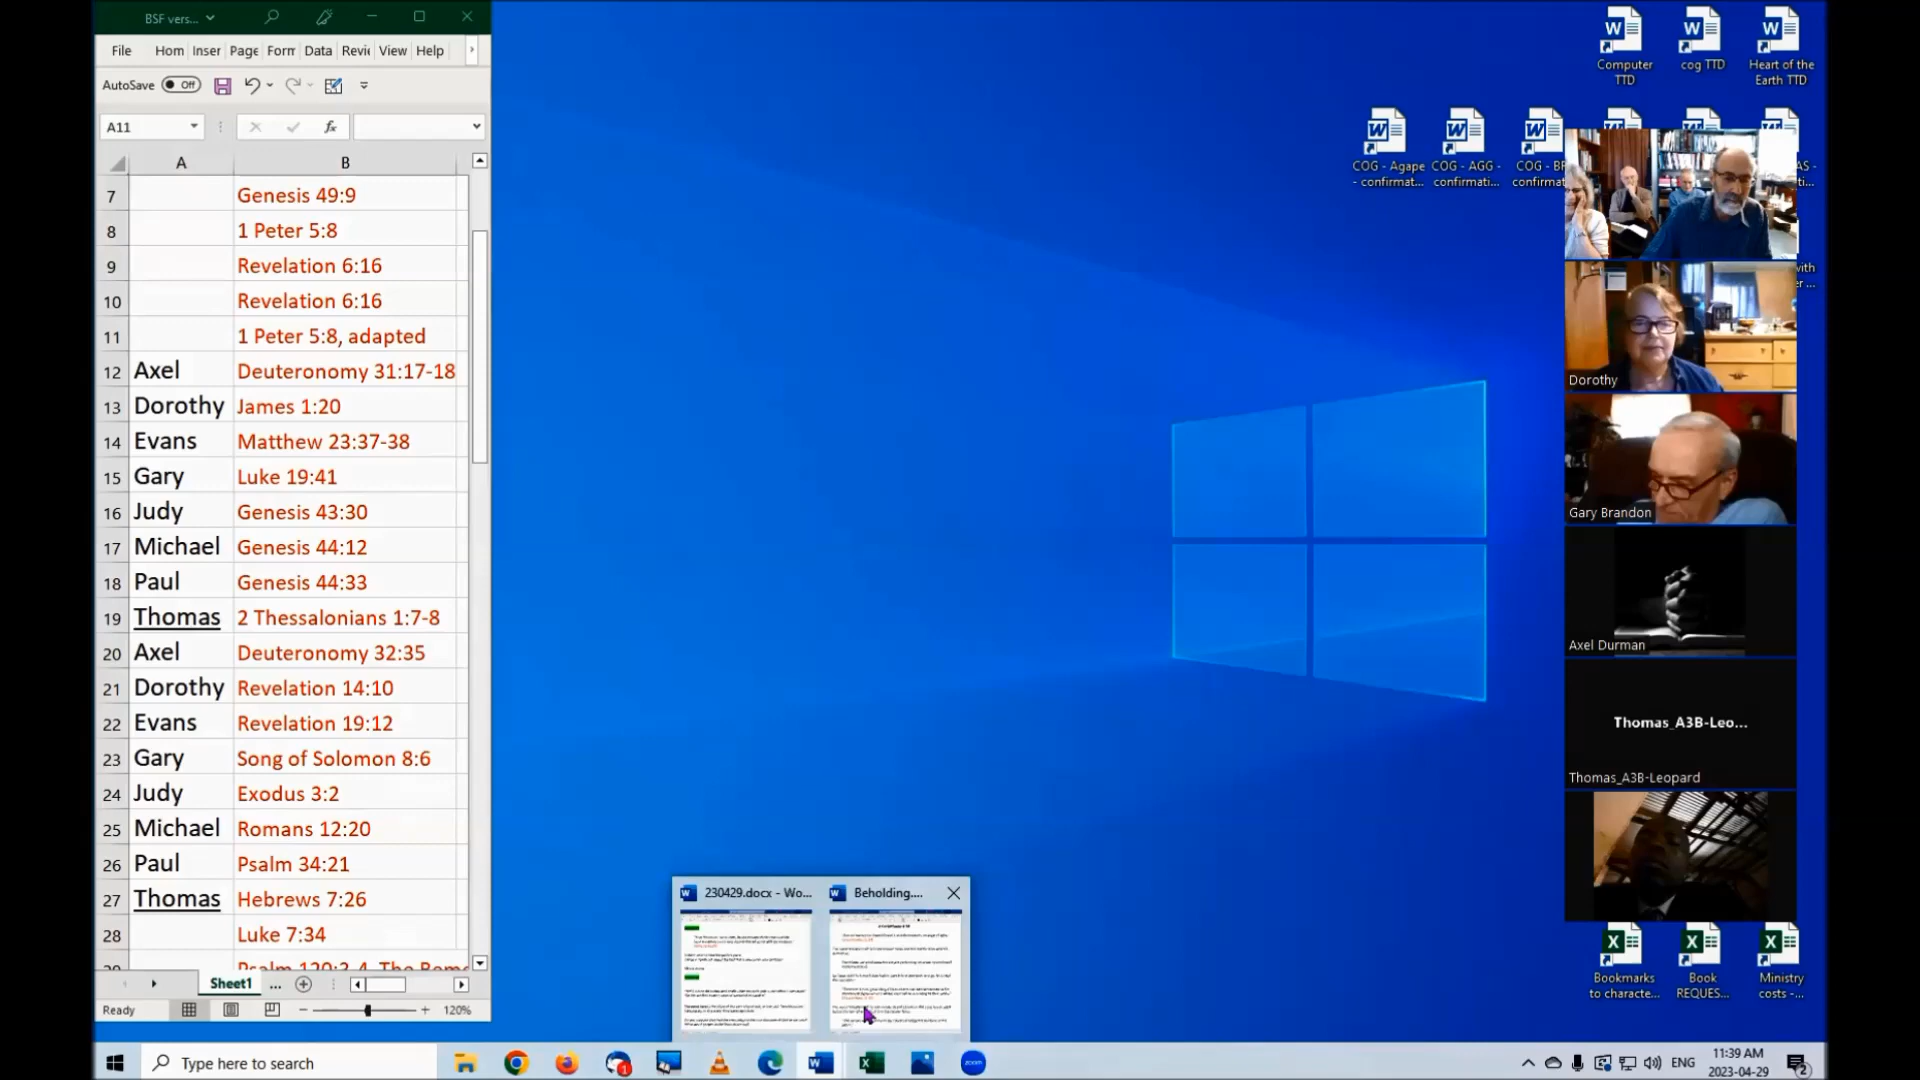 BSF vers...
File Hom Inser Page Forn Data Revi View Help
AutoSave Off
A11
fx
A B
7 Genesis 49:9
8 1 Peter 5:8
9 Revelation 6:16
10 Revelation 6:16
11 1 Peter 5:8, adapted
12 Axel Deuteronomy 31:17-18
13 Dorothy James 1:20
14 Evans Matthew 23:37-38
15 Gary Luke 19:41
16 Judy Genesis 43:30
17 Michael Genesis 44:12
18 Paul Genesis 44:33
19 Thomas 2 Thessalonians 1:7-8
20 Axel Deuteronomy 32:35
21 Dorothy Revelation 14:10
22 Evans Revelation 19:12
23 Gary Song of Solomon 8:6
24 Judy Exodus 3:2
25 Michael Romans 12:20
26 Paul Psalm 34:21
27 Thomas Hebrews 7:26
28 Luke 7:34
Psalm 120:3-4, The
Sheet1 ...
Ready 120%
Computer TTD
cog TTD
Heart of the Earth TTD
COG - Agape - confirmat...
COG - AGG - confirmati...
Dorothy
Gary Brandon
Axel Durman
Thomas_A3B-Leo...
Thomas_A3B-Leopard
Bookmarks to characte...
Book REQUES...
Ministry costs - ...
230429.docx - Wo...
Beholding....
Type here to search
ENG
11:39 AM
2023-04-29